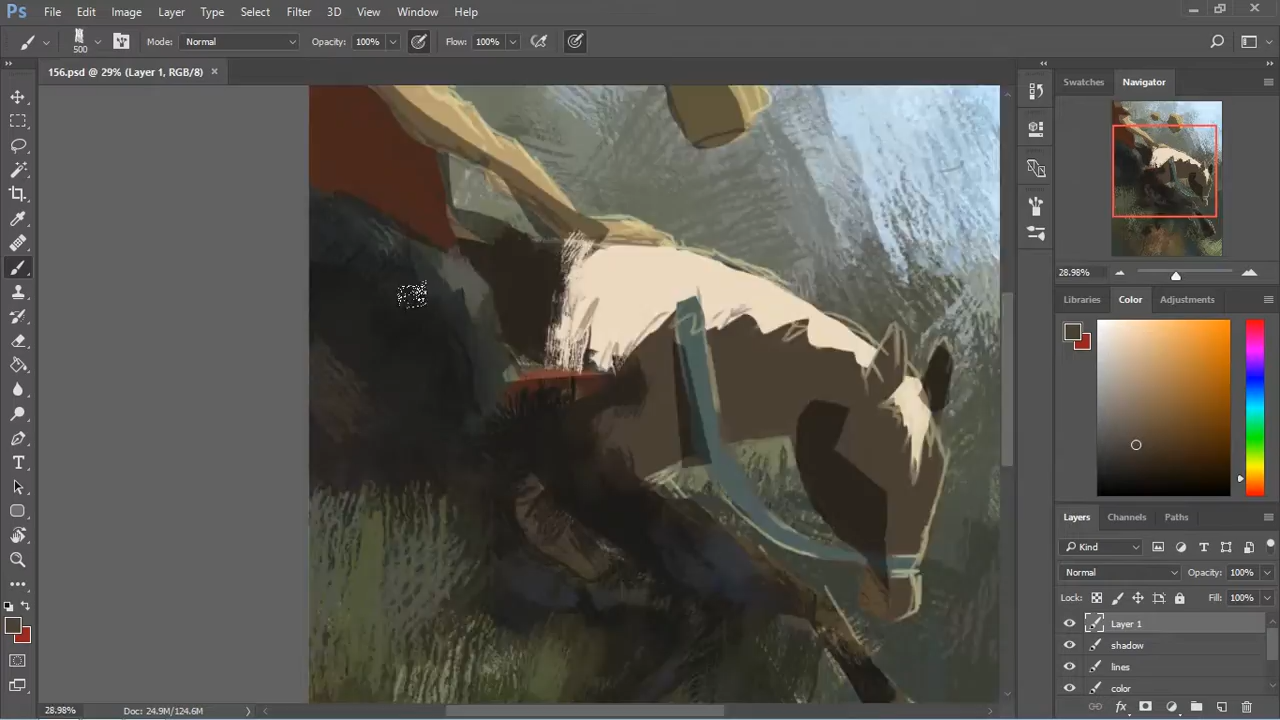 Ps File Edit Image Layer Type Select Filter 3D View Window Help
500 Mode: Normal Opacity: 100% Flow: 100%
156.psd @ 29% (Layer 1, RGB/8) ×
Swatches Navigator
28.98%
Libraries Color Adjustments
Layers Channels Paths
Kind
Normal Opacity: 100%
Lock: Fill: 100%
Layer 1
shadow
lines
color
28.98% Doc: 24.9M/124.6M